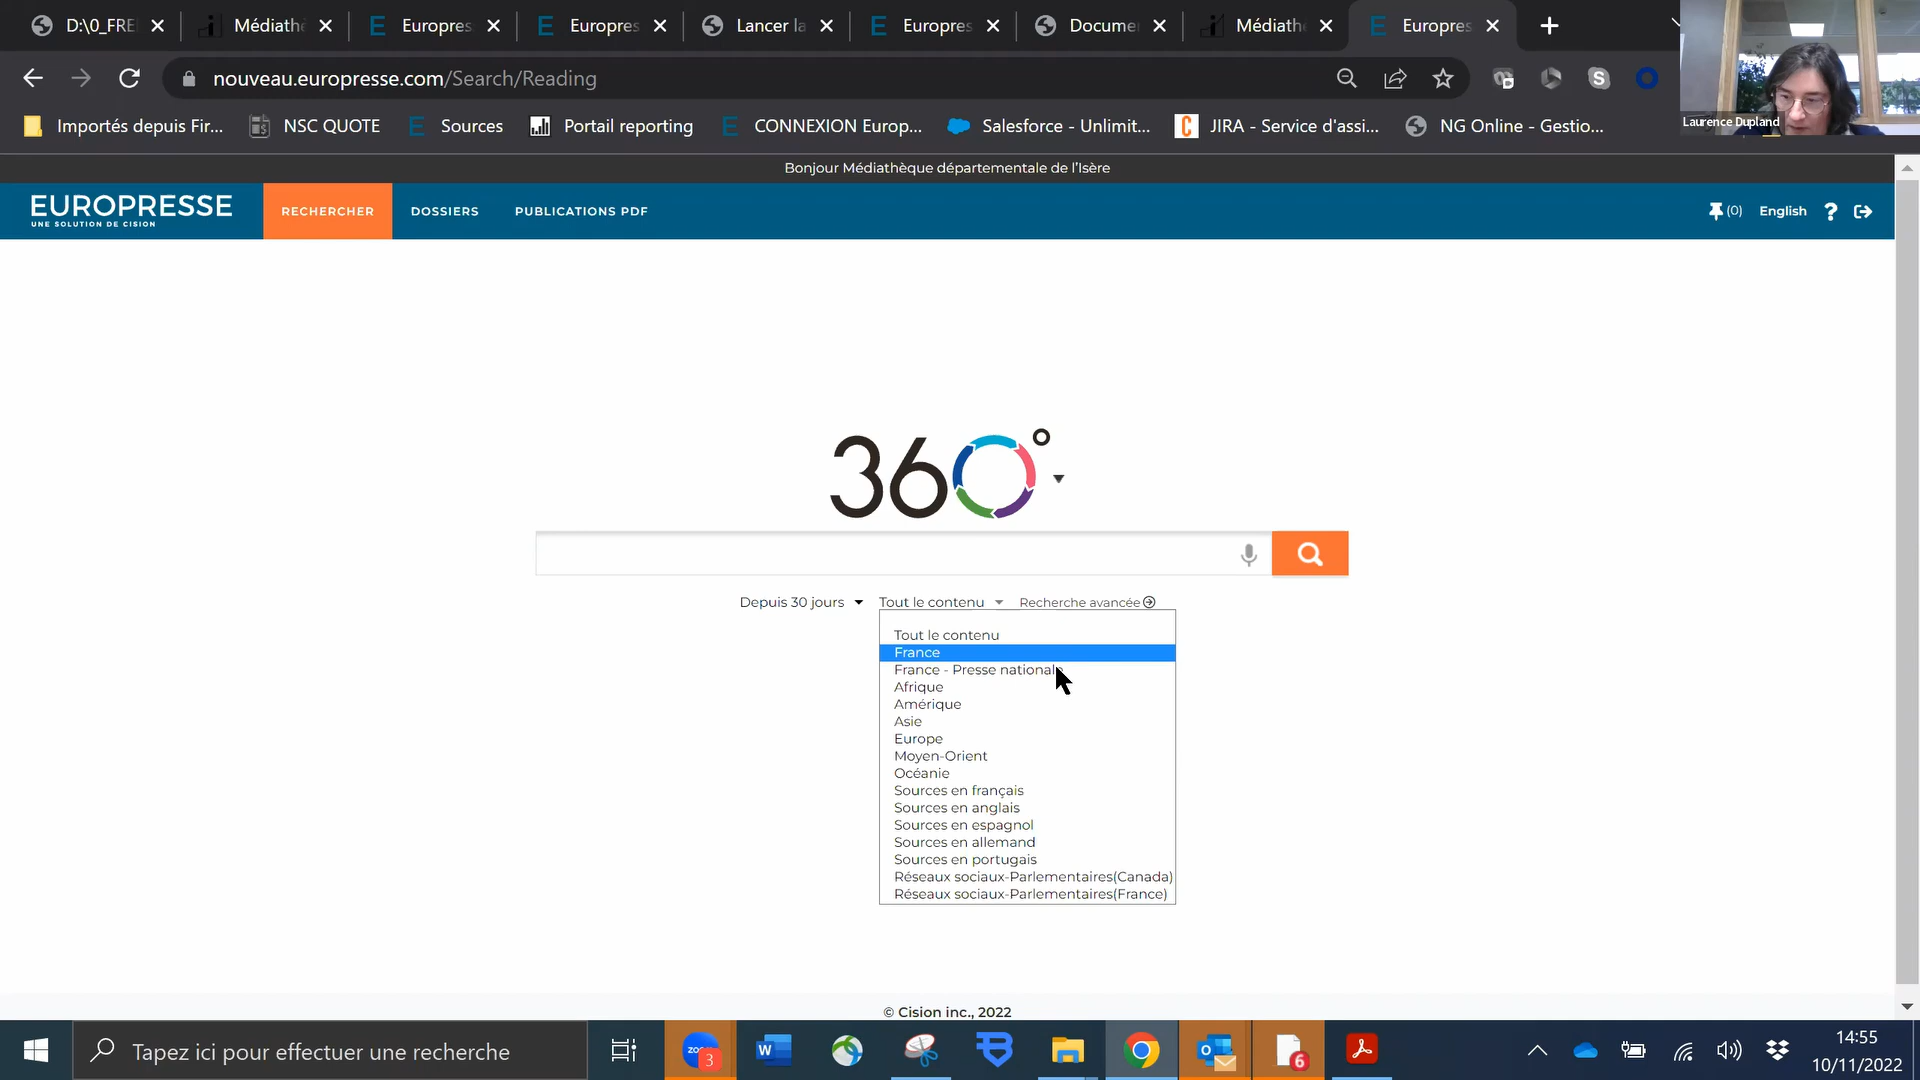 D:\0_FRE
Médiath
Europres
Europres
Lancer la
Europres
Docume
Médiath
Europres
nouveau.europresse.com/Search/Reading
Laurence Dupland
Importés depuis Fir...
NSC QUOTE
Sources
Portail reporting
CONNEXION Europ...
Salesforce - Unlimit...
JIRA - Service d'assi...
NG Online - Gestio...
Bonjour Médiathèque départementale de l'Isère
EUROPRESSE
UNE SOLUTION DE CISION
RECHERCHER
DOSSIERS
PUBLICATIONS PDF
(0)
English
?
360°
Depuis 30 jours
Tout le contenu
Recherche avancée
Tout le contenu
France
France - Presse nationale
Afrique
Amérique
Asie
Europe
Moyen-Orient
Océanie
Sources en français
Sources en anglais
Sources en espagnol
Sources en allemand
Sources en portugais
Réseaux sociaux-Parlementaires(Canada)
Réseaux sociaux-Parlementaires(France)
© Cision inc., 2022
Tapez ici pour effectuer une recherche
zoom
3
W
6
14:55
10/11/2022